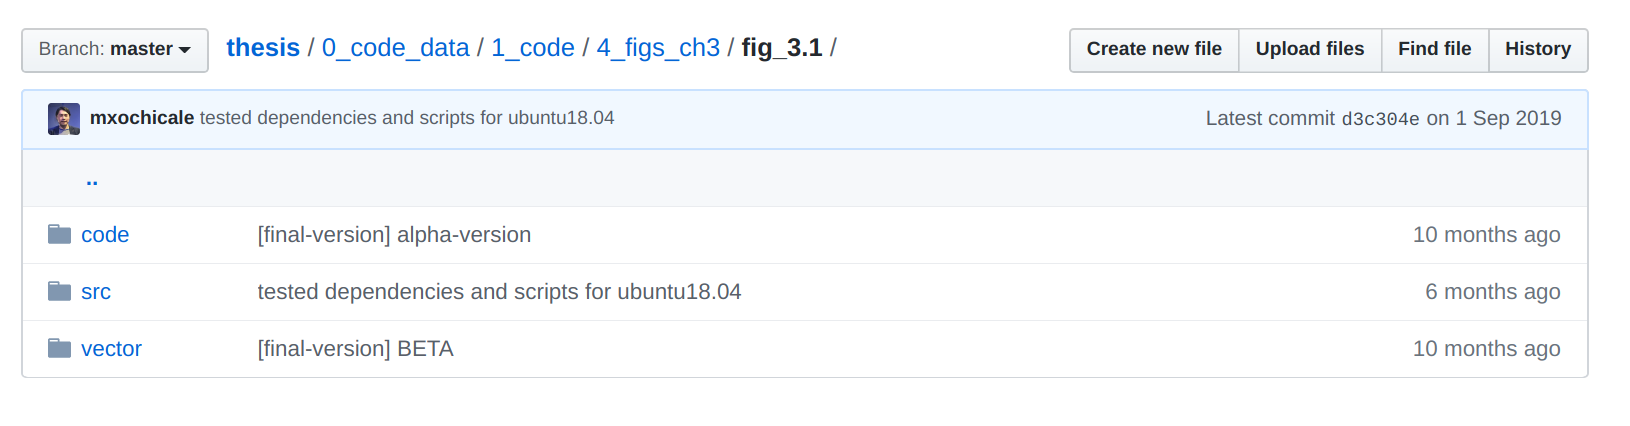 Branch: master thesis / 0_code_data / 1_code / 4_figs_ch3 / fig_3.1 / Create new file Upload files Find file History
mxochicale tested dependencies and scripts for ubuntu18.04 Latest commit d3c304e on 1 Sep 2019
..
code [final-version] alpha-version 10 months ago
src tested dependencies and scripts for ubuntu18.04 6 months ago
vector [final-version] BETA 10 months ago